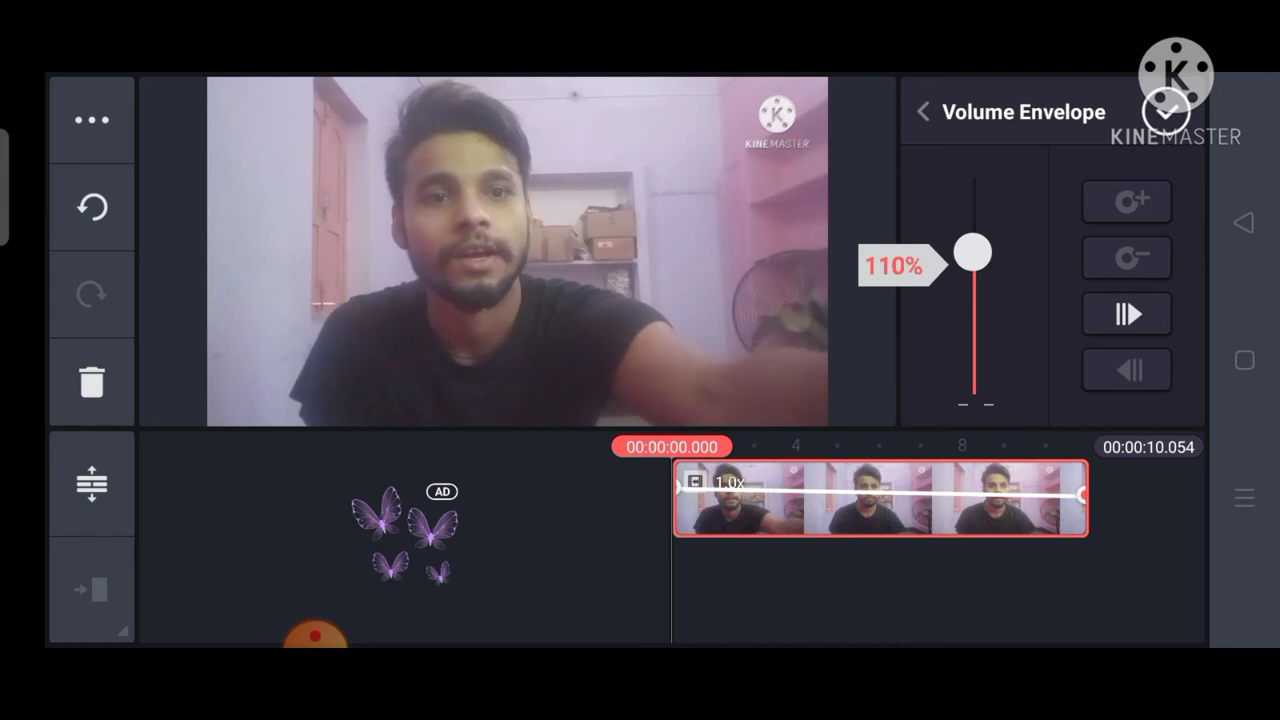 KINEMASTER
Volume Envelope
KINEMASTER
110%
00:00:00.000
4
8
00:00:10.054
1.0x
AD